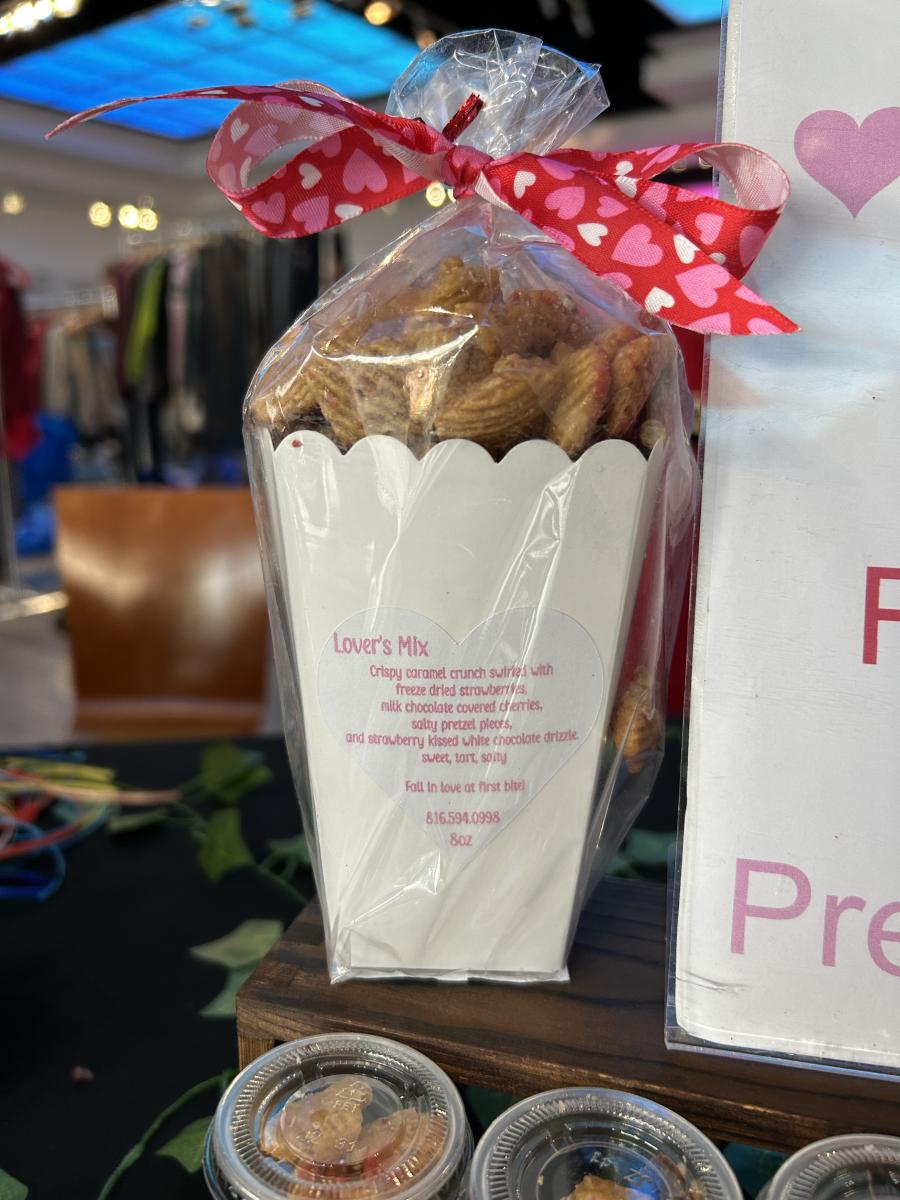 Lover's Mix
Crispy caramel crunch swirled with
freeze dried strawberries,
milk chocolate covered cherries,
salty pretzel pieces,
and strawberry kissed white chocolate drizzle.
sweet, tart, salty
Fall in love at first bite!
816.594.0998
8oz
F
Pre